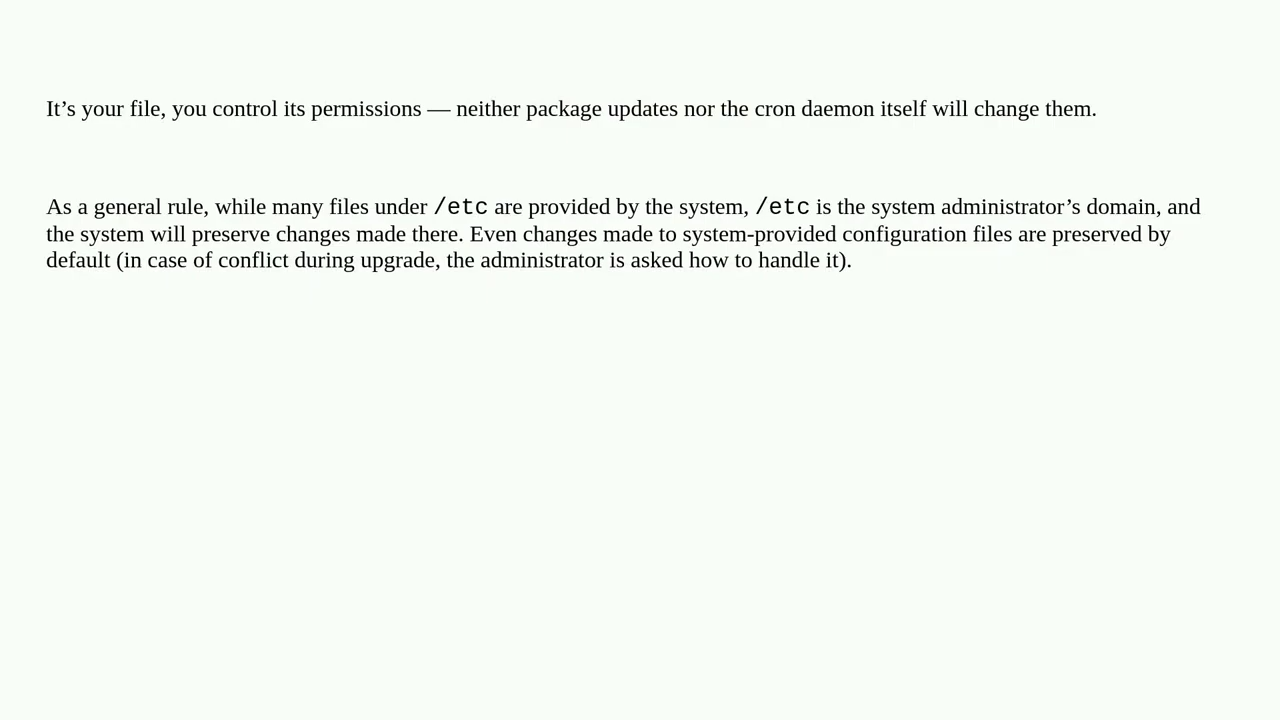 It’s your file, you control its permissions — neither package updates nor the cron daemon itself will change them.
As a general rule, while many files under /etc are provided by the system, /etc is the system administrator’s domain, and
the system will preserve changes made there. Even changes made to system-provided configuration files are preserved by
default (in case of conflict during upgrade, the administrator is asked how to handle it).